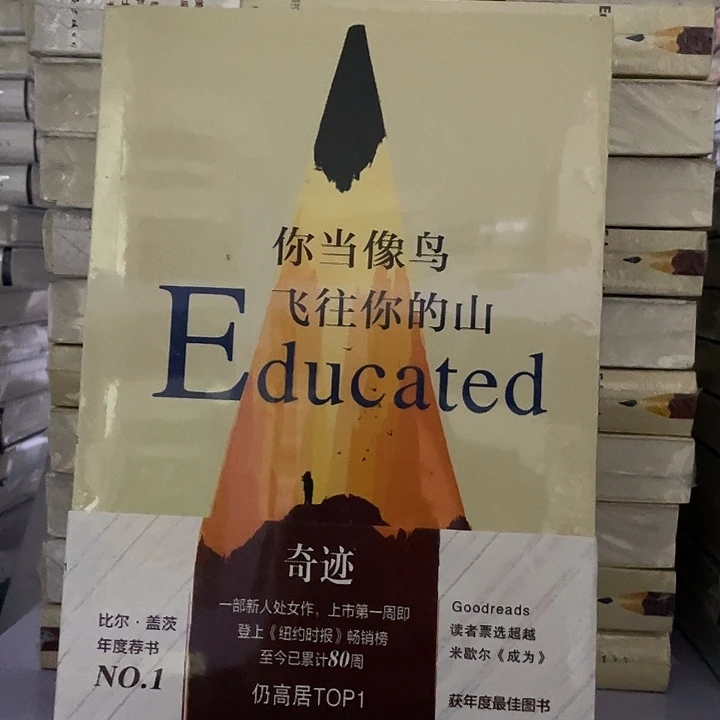 你当像鸟
飞往你的山
Educated
奇迹
一部新人处女作，上市第一周即
登上《纽约时报》畅销榜
至今已累计80周
仍高居TOP1
比尔·盖茨
年度荐书
NO.1
Goodreads
读者票选超越
米歇尔《成为》
获年度最佳图书